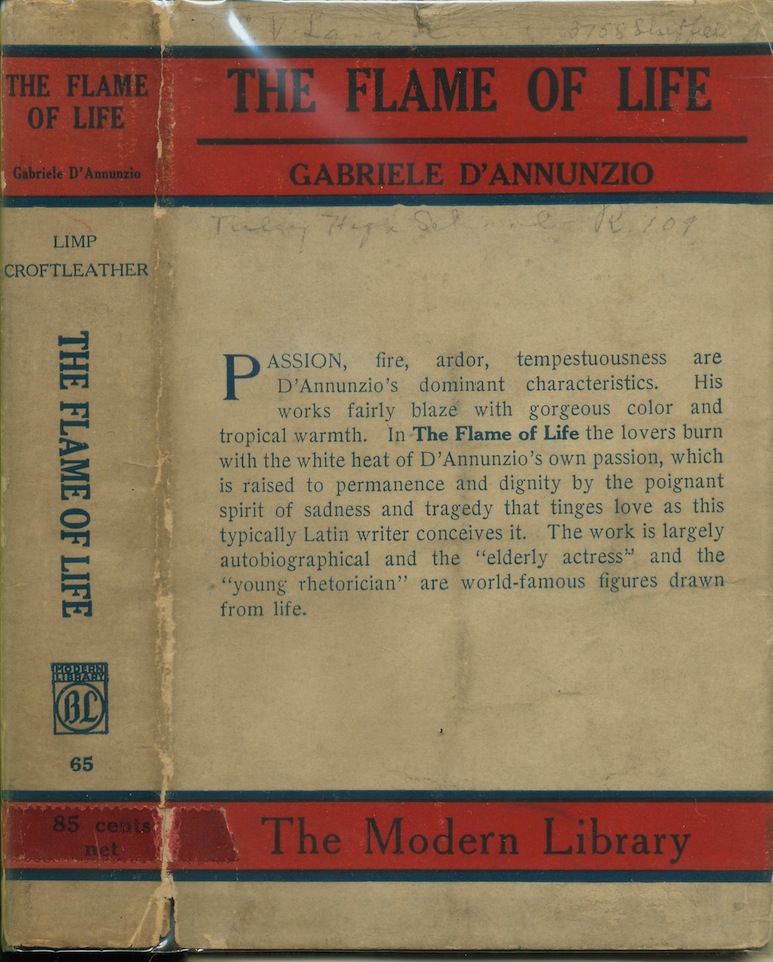 THE FLAME
OF LIFE
Gabriele D'Annunzio
LIMP
CROFTLEATHER
THE FLAME OF LIFE
MODERN
LIBRARY
BL
65
85 cents
net
THE FLAME OF LIFE
GABRIELE D'ANNUNZIO
High R. 109
PASSION, fire, ardor, tempestuousness are
D'Annunzio's dominant characteristics. His
works fairly blaze with gorgeous color and
tropical warmth. In The Flame of Life the lovers burn
with the white heat of D'Annunzio's own passion, which
is raised to permanence and dignity by the poignant
spirit of sadness and tragedy that tinges love as this
typically Latin writer conceives it. The work is largely
autobiographical and the "elderly actress" and the
"young rhetorician" are world-famous figures drawn
from life.
The Modern Library